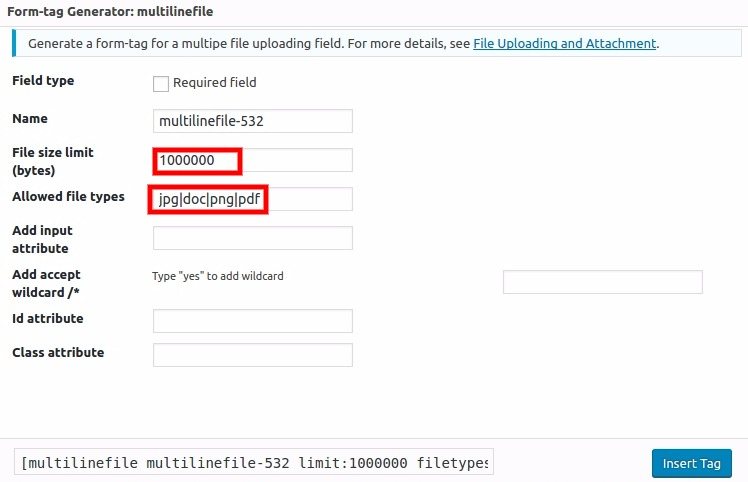 Form-tag Generator: multilinefile
Generate a form-tag for a multipe file uploading field. For more details, see File Uploading and Attachment.
Field type
Required field
Name
multilinefile-532
File size limit
(bytes)
1000000
Allowed file types
jpg|doc|png|pdf
Add input
attribute
Add accept
wildcard /*
Type "yes" to add wildcard
Id attribute
Class attribute
[multilinefile multilinefile-532 limit:1000000 filetypes
Insert Tag